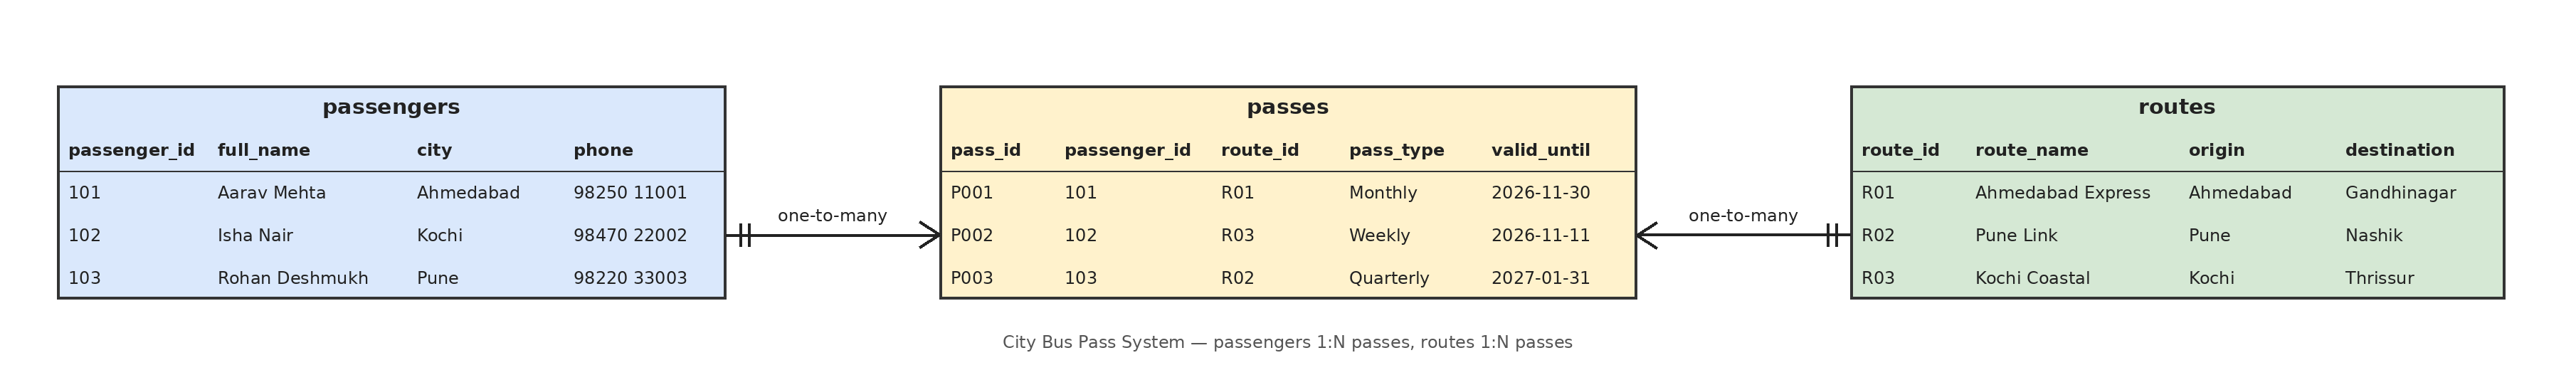 passengers
passenger_id full_name city phone
101 Aarav Mehta Ahmedabad 98250 11001
102 Isha Nair Kochi 98470 22002
103 Rohan Deshmukh Pune 98220 33003
one-to-many
passes
pass_id passenger_id route_id pass_type valid_until
P001 101 R01 Monthly 2026-11-30
P002 102 R03 Weekly 2026-11-11
P003 103 R02 Quarterly 2027-01-31
one-to-many
routes
route_id route_name origin destination
R01 Ahmedabad Express Ahmedabad Gandhinagar
R02 Pune Link Pune Nashik
R03 Kochi Coastal Kochi Thrissur
City Bus Pass System — passengers 1:N passes, routes 1:N passes